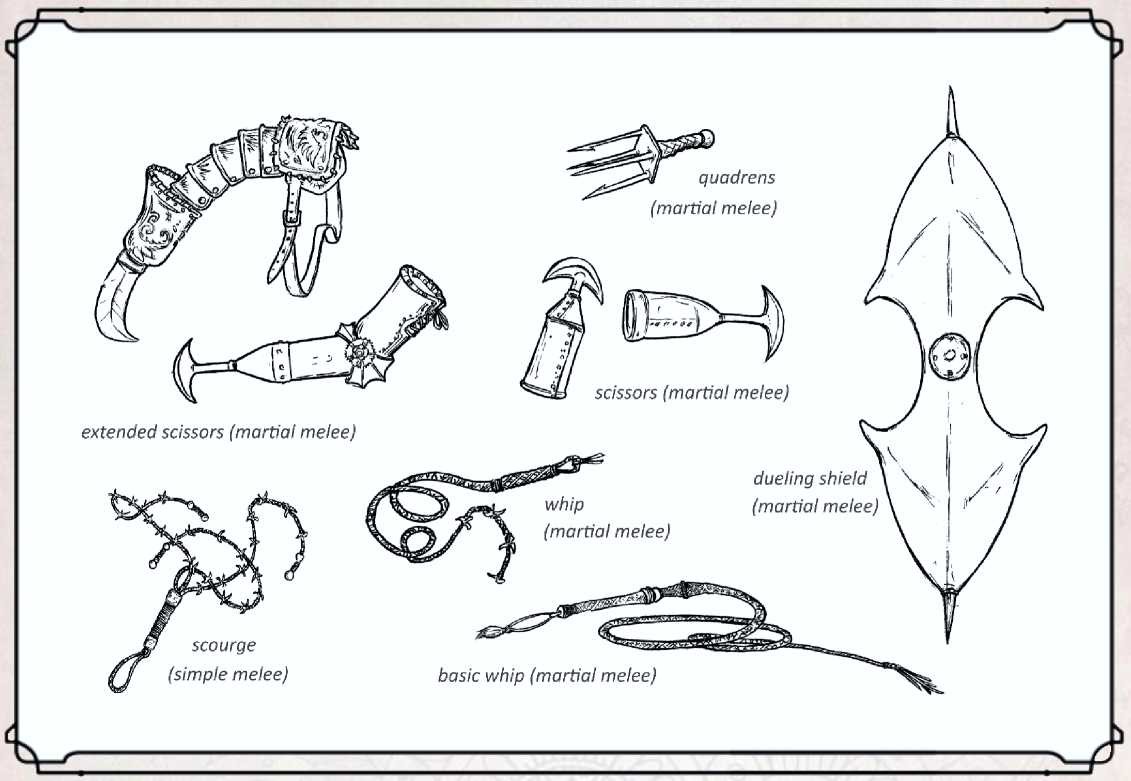 quadrens
(martial melee)
scissors (martial melee)
extended scissors (martial melee)
dueling shield
(martial melee)
whip
(martial melee)
scourge
(simple melee)
basic whip (martial melee)